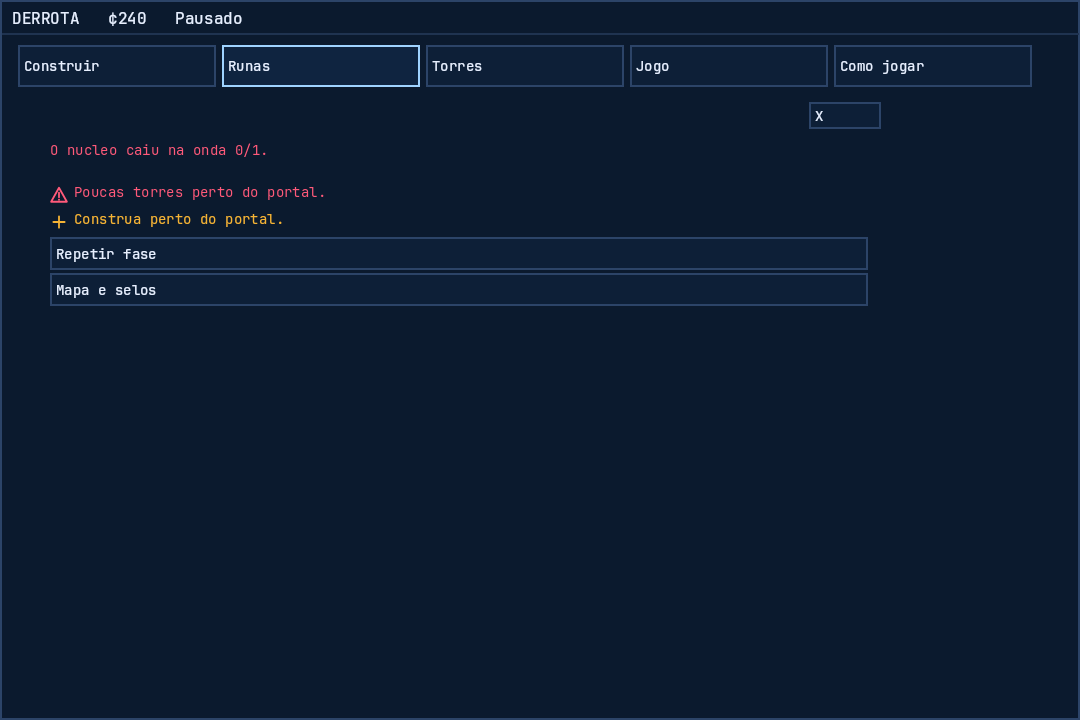 DERROTA ₵240 Pausado
Construir Runas Torres Jogo Como jogar
X
O nucleo caiu na onda 0/1.
Poucas torres perto do portal.
Construa perto do portal.
Repetir fase
Mapa e selos